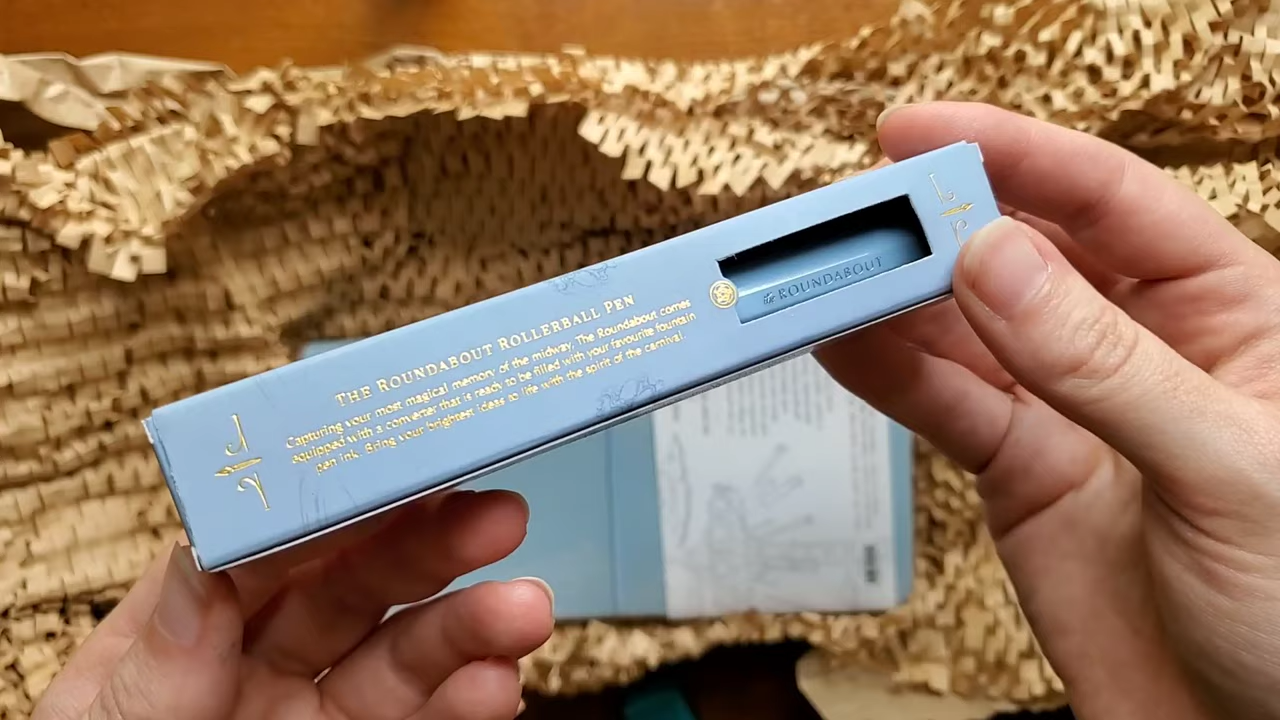 THE ROUNDABOUT ROLLERBALL PEN
Capturing your most magical memory of the midway, The Roundabout comes
equipped with a converter that is ready to be filled with your favourite fountain
pen ink. Bring your brightest ideas to life with the spirit of the carnival.
the ROUNDABOUT